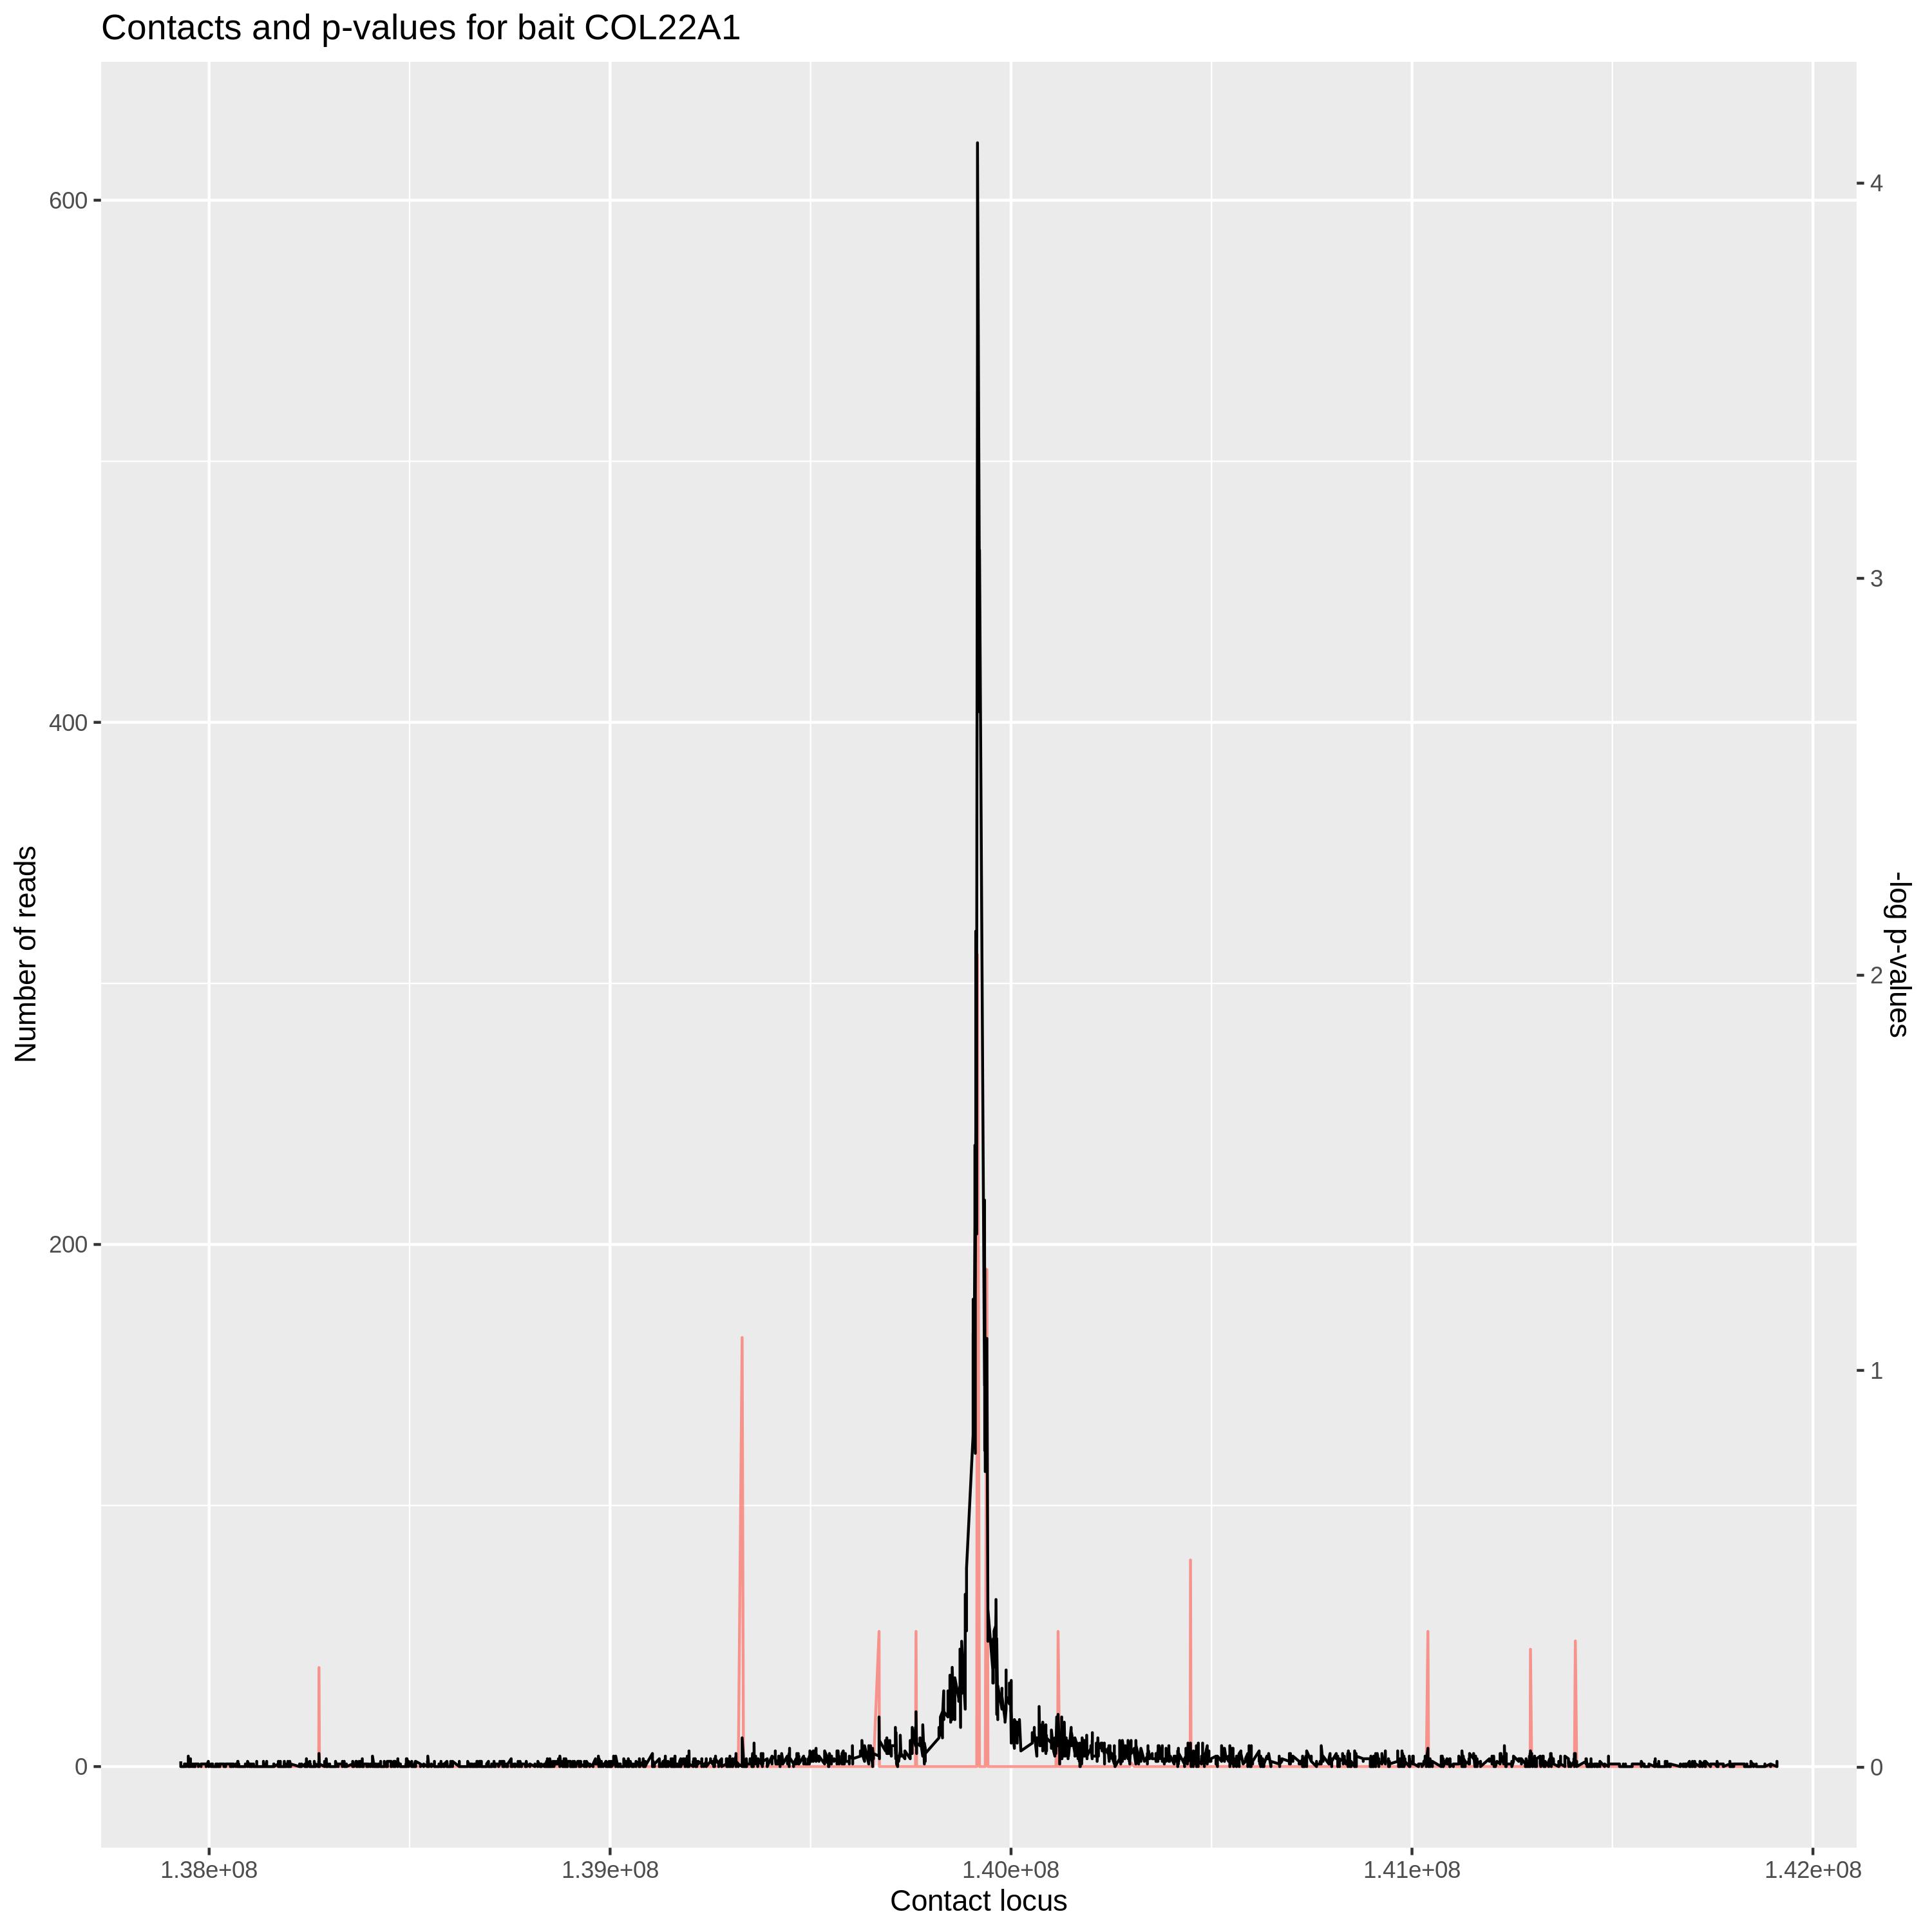 Contacts and p-values for bait COL22A1
600
400
200
0
Number of reads
4
3
2
1
0
-log p-values
1.38e+08
1.39e+08
1.40e+08
1.41e+08
1.42e+08
Contact locus